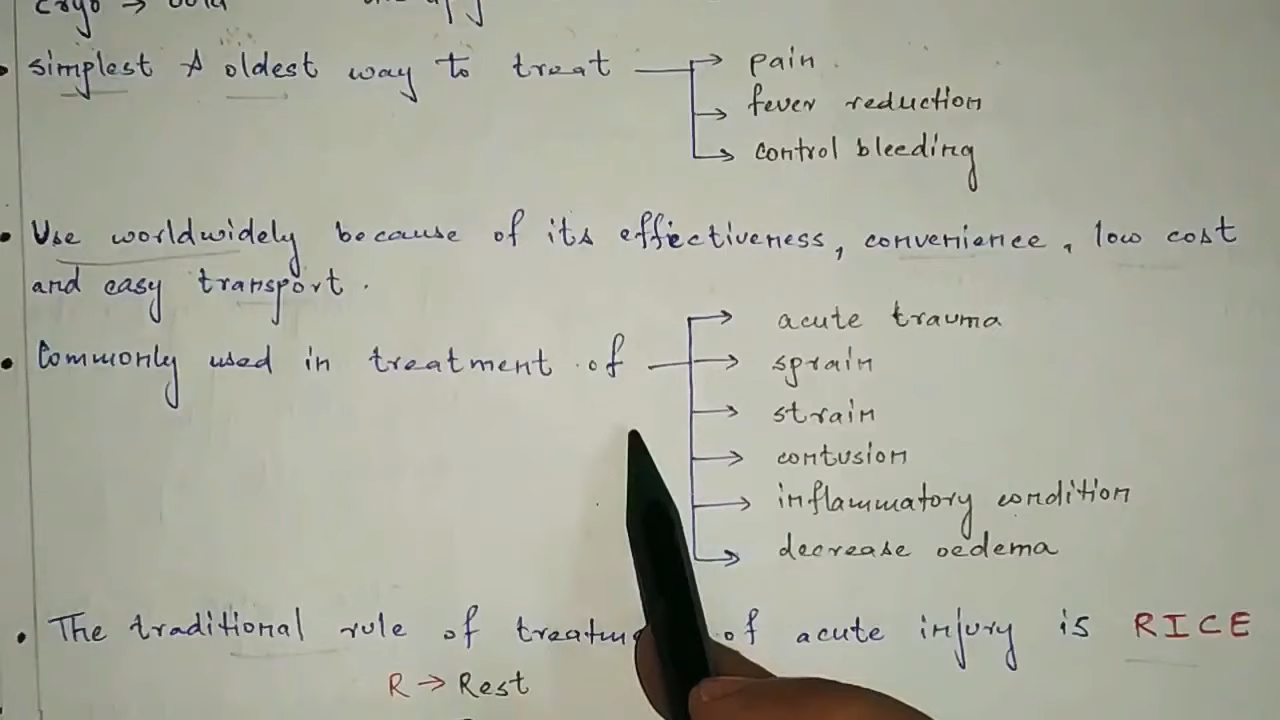 cryo → cold
• simplest & oldest way to treat → pain
→ fever reduction
→ control bleeding
• Use worldwidely because of its effectiveness, convenience, low cost
and easy transport.
• Commonly used in treatment of → acute trauma
→ sprain
→ strain
→ contusion
→ inflammatory condition
→ decrease oedema
• The traditional rule of of acute injury is RICE
R → Rest